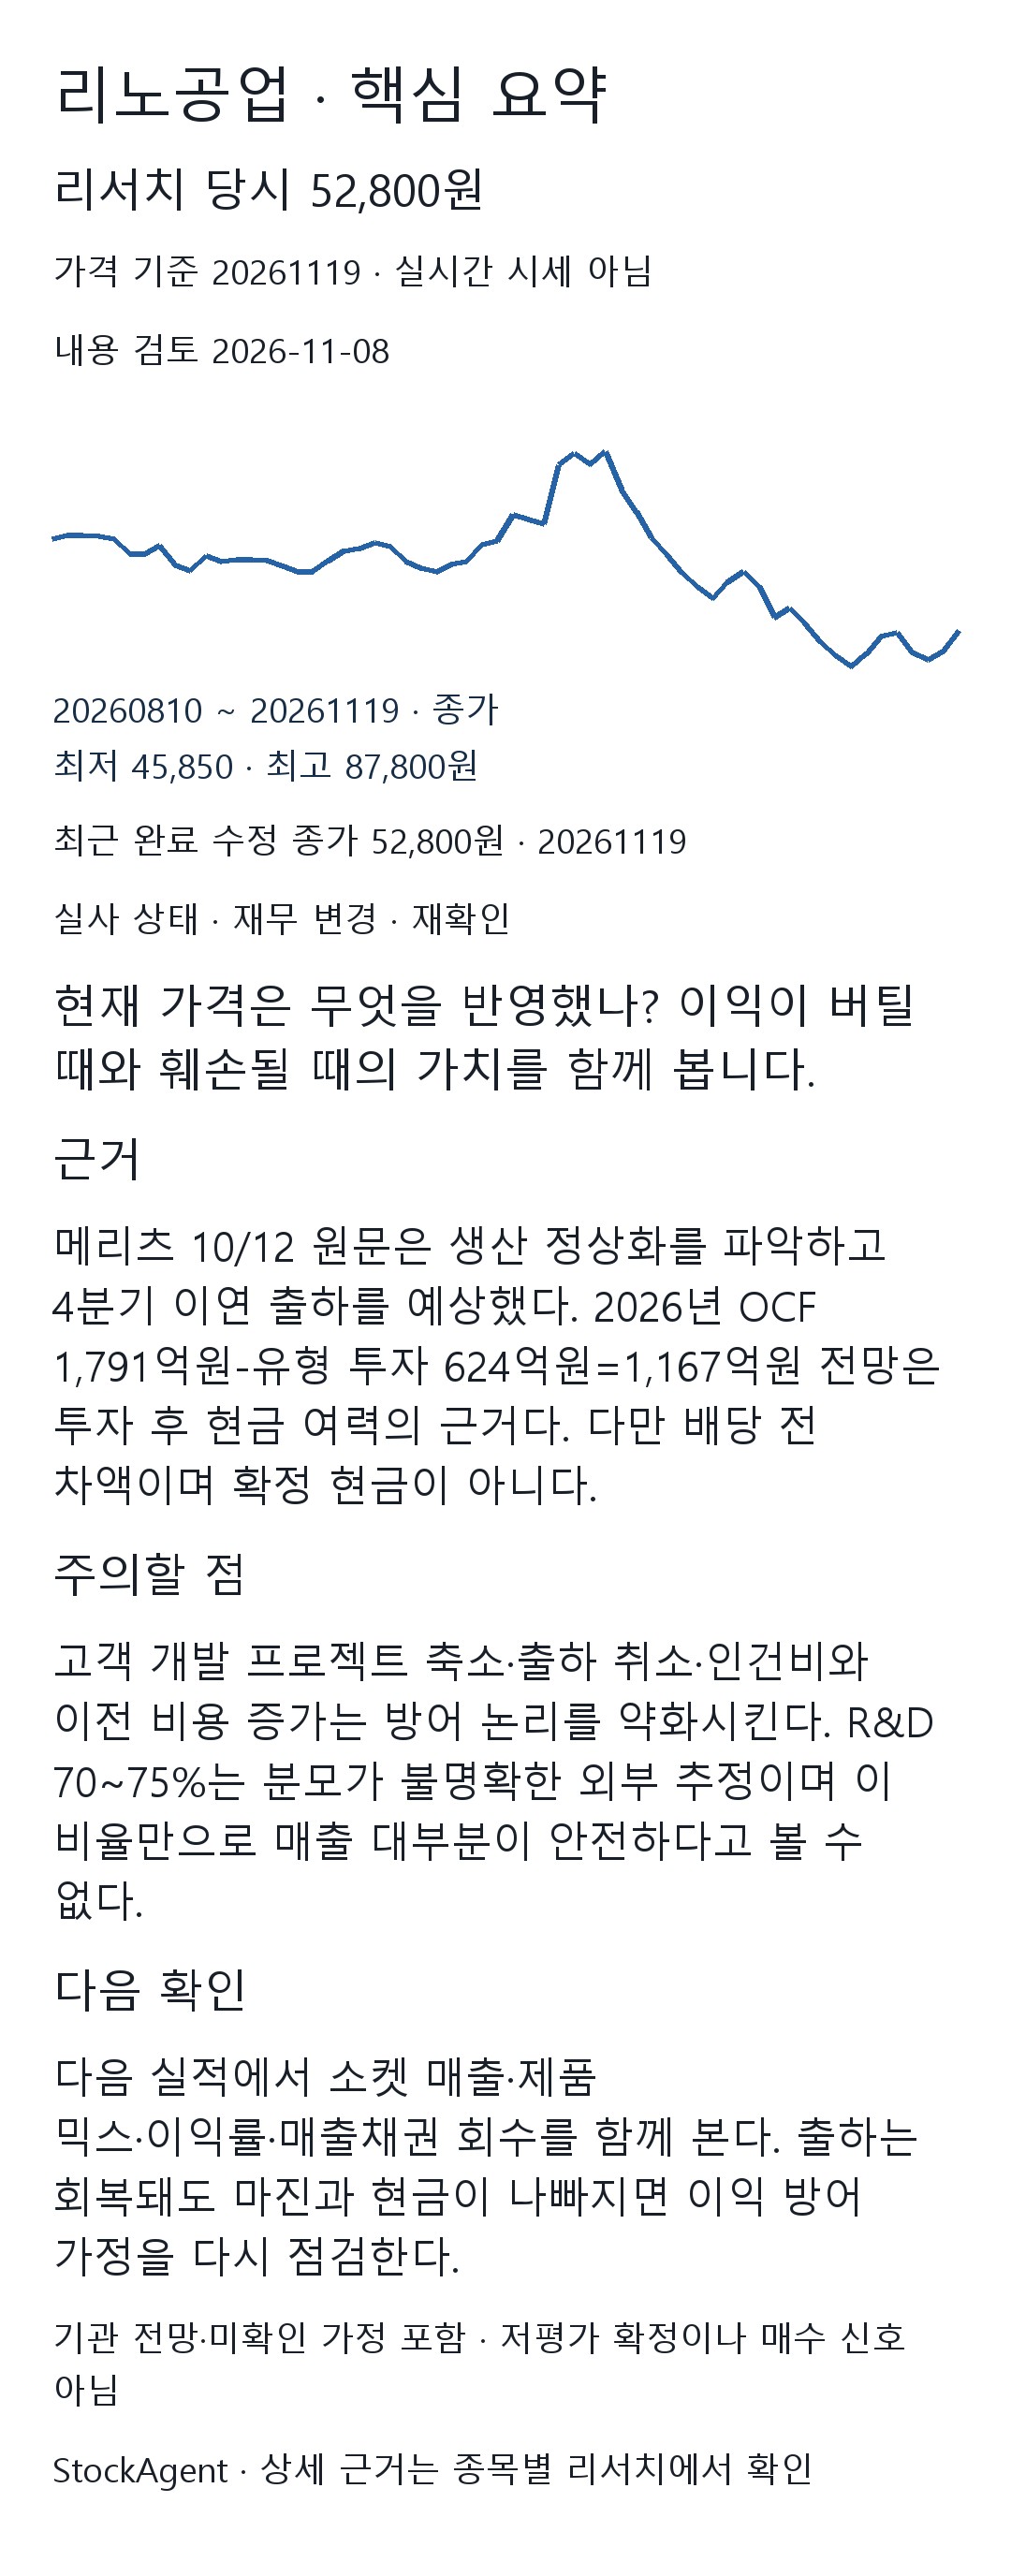 리노공업 · 핵심 요약
리서치 당시 52,800원
가격 기준 20261119 · 실시간 시세 아님
내용 검토 2026-11-08
20260810 ~ 20261119 · 종가
최저 45,850 · 최고 87,800원
최근 완료 수정 종가 52,800원 · 20261119
실사 상태 · 재무 변경 · 재확인
현재 가격은 무엇을 반영했나? 이익이 버틸
때와 훼손될 때의 가치를 함께 봅니다.
근거
메리츠 10/12 원문은 생산 정상화를 파악하고
4분기 이연 출하를 예상했다. 2026년 OCF
1,791억원-유형 투자 624억원=1,167억원 전망은
투자 후 현금 여력의 근거다. 다만 배당 전
차액이며 확정 현금이 아니다.
주의할 점
고객 개발 프로젝트 축소·출하 취소·인건비와
이전 비용 증가는 방어 논리를 약화시킨다. R&D
70~75%는 분모가 불명확한 외부 추정이며 이
비율만으로 매출 대부분이 안전하다고 볼 수
없다.
다음 확인
다음 실적에서 소켓 매출·제품
믹스·이익률·매출채권 회수를 함께 본다. 출하는
회복돼도 마진과 현금이 나빠지면 이익 방어
가정을 다시 점검한다.
기관 전망·미확인 가정 포함 · 저평가 확정이나 매수 신호
아님
StockAgent · 상세 근거는 종목별 리서치에서 확인